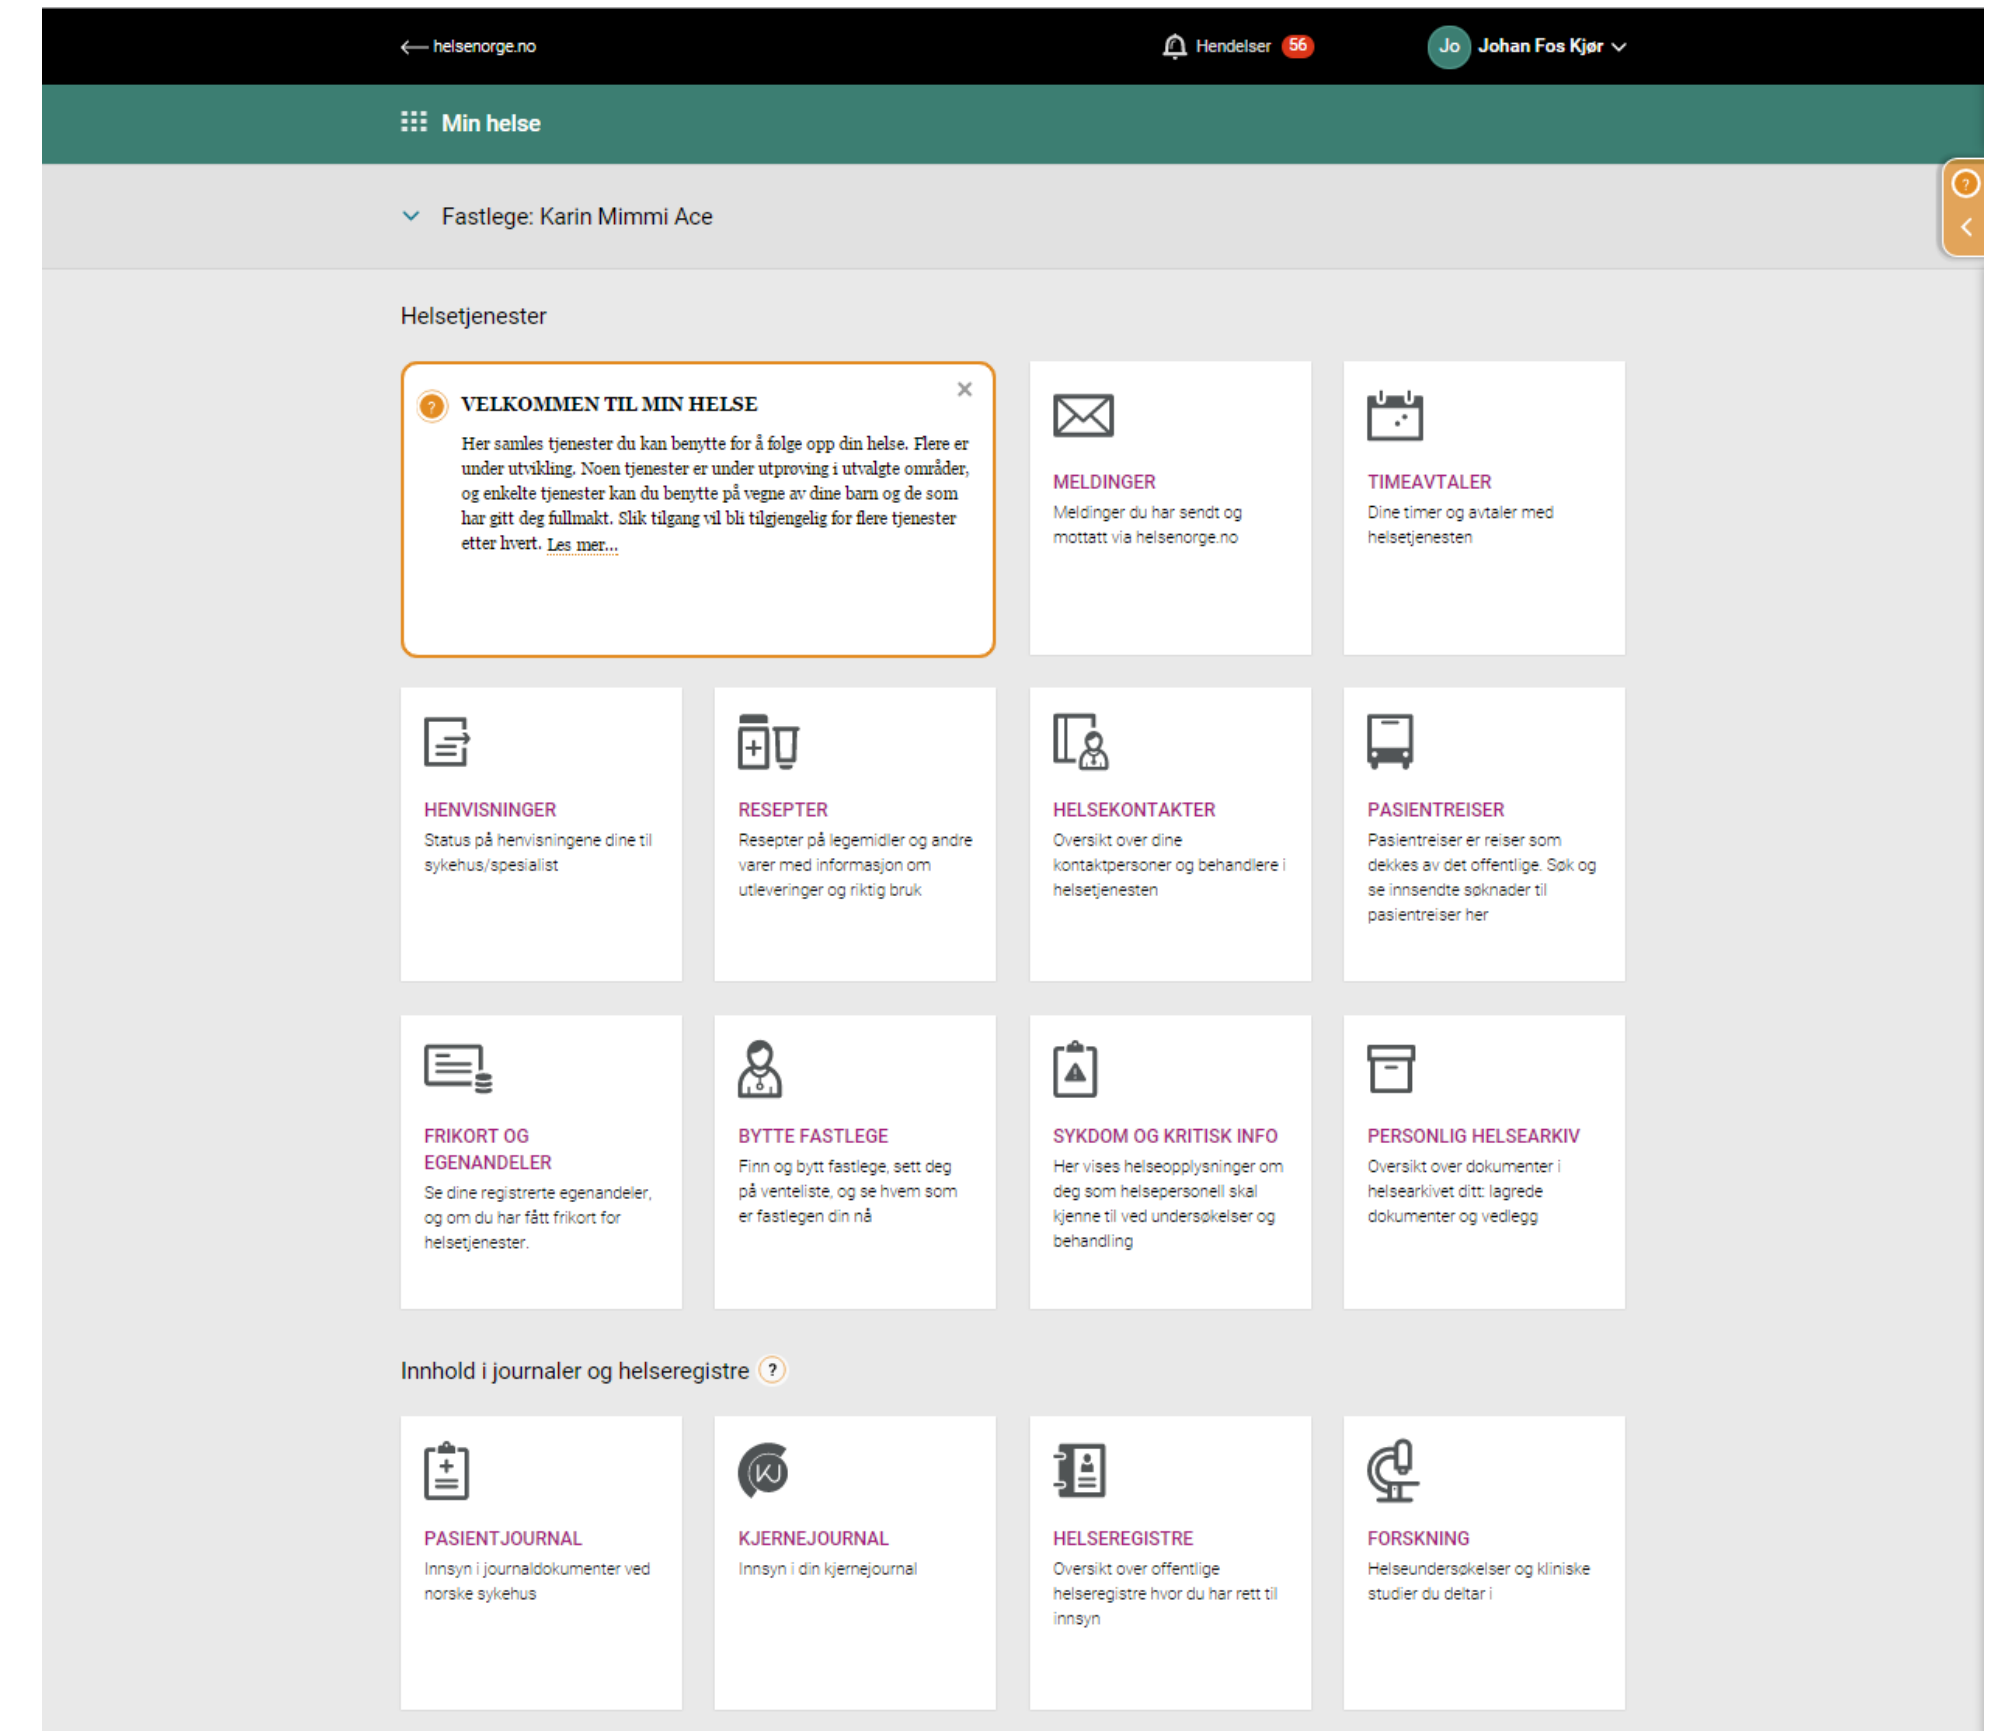 helsenorge.no
Hendelser 56
Jo Johan Fos Kjør
Min helse
Fastlege: Karin Mimmi Ace
?
Helsetjenester
?
VELKOMMEN TIL MIN HELSE
Her samles tjenester du kan benytte for å følge opp din helse. Flere er
under utvikling. Noen tjenester er under utprøving i utvalgte områder,
og enkelte tjenester kan du benytte på vegne av dine barn og de som
har gitt deg fullmakt. Slik tilgang vil bli tilgjengelig for flere tjenester
etter hvert. Les mer...
MELDINGER
Meldinger du har sendt og
mottatt via helsenorge.no
TIMEAVTALER
Dine timer og avtaler med
helsetjenesten
HENVISNINGER
Status på henvisningene dine til
sykehus/spesialist
RESEPTER
Resepter på legemidler og andre
varer med informasjon om
utleveringer og riktig bruk
HELSEKONTAKTER
Oversikt over dine
kontaktpersoner og behandlere i
helsetjenesten
PASIENTREISER
Pasientreiser er reiser som
dekkes av det offentlige. Søk og
se innsendte søknader til
pasientreiser her
FRIKORT OG
EGENANDELER
Se dine registrerte egenandeler,
og om du har fått frikort for
helsetjenester.
BYTTE FASTLEGE
Finn og bytt fastlege, sett deg
på venteliste, og se hvem som
er fastlegen din nå
SYKDOM OG KRITISK INFO
Her vises helseopplysninger om
deg som helsepersonell skal
kjenne til ved undersøkelser og
behandling
PERSONLIG HELSEARKIV
Oversikt over dokumenter i
helsearkivet ditt: lagrede
dokumenter og vedlegg
Innhold i journaler og helseregistre ?
PASIENTJOURNAL
Innsyn i journaldokumenter ved
norske sykehus
KJ
KJERNEJOURNAL
Innsyn i din kjernejournal
HELSEREGISTRE
Oversikt over offentlige
helseregistre hvor du har rett til
innsyn
FORSKNING
Helseundersøkelser og kliniske
studier du deltar i